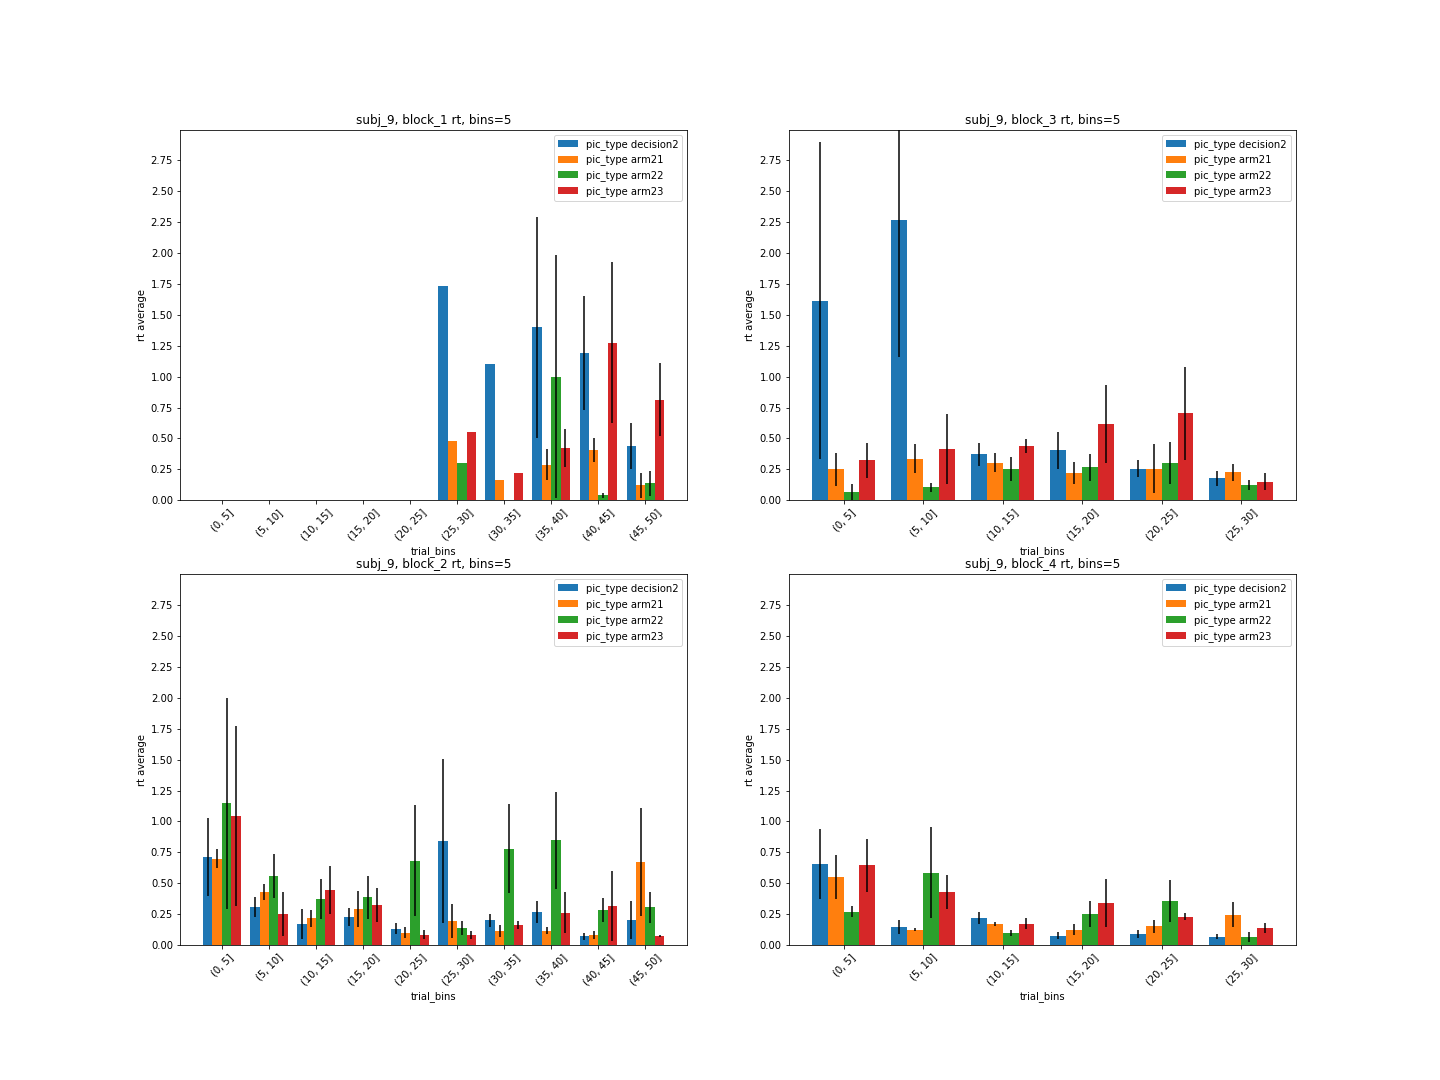 subj_9, block_1 rt, bins=5
pic_type decision2
pic_type arm21
pic_type arm22
pic_type arm23
rt average
2.75
2.50
2.25
2.00
1.75
1.50
1.25
1.00
0.75
0.50
0.25
0.00
(0, 5]
(5, 10]
(10, 15]
(15, 20]
(20, 25]
(25, 30]
(30, 35]
(35, 40]
(40, 45]
(45, 50]
trial_bins
subj_9, block_3 rt, bins=5
pic_type decision2
pic_type arm21
pic_type arm22
pic_type arm23
rt average
2.75
2.50
2.25
2.00
1.75
1.50
1.25
1.00
0.75
0.50
0.25
0.00
(0, 5]
(5, 10]
(10, 15]
(15, 20]
(20, 25]
(25, 30]
trial_bins
subj_9, block_2 rt, bins=5
pic_type decision2
pic_type arm21
pic_type arm22
pic_type arm23
rt average
2.75
2.50
2.25
2.00
1.75
1.50
1.25
1.00
0.75
0.50
0.25
0.00
(0, 5]
(5, 10]
(10, 15]
(15, 20]
(20, 25]
(25, 30]
(30, 35]
(35, 40]
(40, 45]
(45, 50]
trial_bins
subj_9, block_4 rt, bins=5
pic_type decision2
pic_type arm21
pic_type arm22
pic_type arm23
rt average
2.75
2.50
2.25
2.00
1.75
1.50
1.25
1.00
0.75
0.50
0.25
0.00
(0, 5]
(5, 10]
(10, 15]
(15, 20]
(20, 25]
(25, 30]
trial_bins